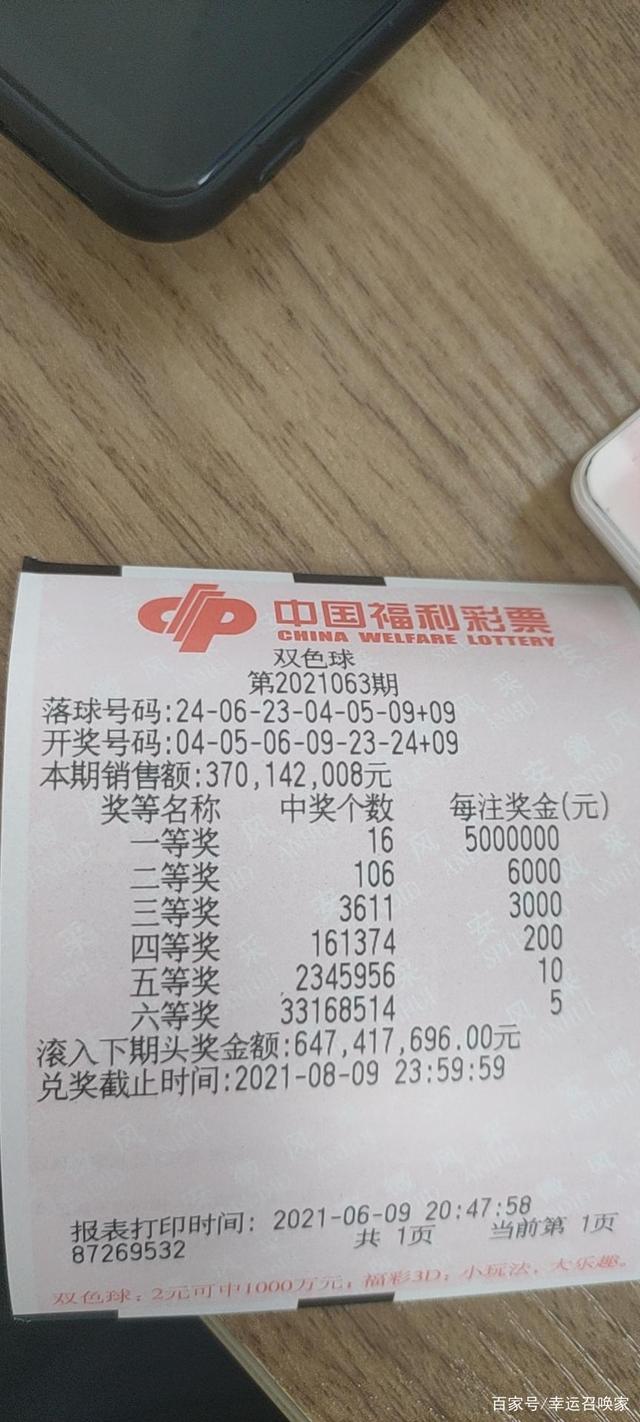 中国福利彩票
CHINA WELFARE LOTTERY
双色球
第2021063期
落球号码:24-06-23-04-05-09+09
开奖号码:04-05-06-09-23-24+09
本期销售额:370,142,008元
奖等名称 中奖个数 每注奖金(元)
一等奖 16 5000000
二等奖 106 6000
三等奖 3611 3000
四等奖 161374 200
五等奖 2345956 10
六等奖 33168514 5
滚入下期头奖金额:647,417,696.00元
兑奖截止时间:2021-08-09 23:59:59
报表打印时间: 2021-06-09 20:47:58
87269532 共 1页 当前第 1页
双色球:2元可中1000万元,福彩3D:小玩法,大乐趣。
百家号/幸运召唤家